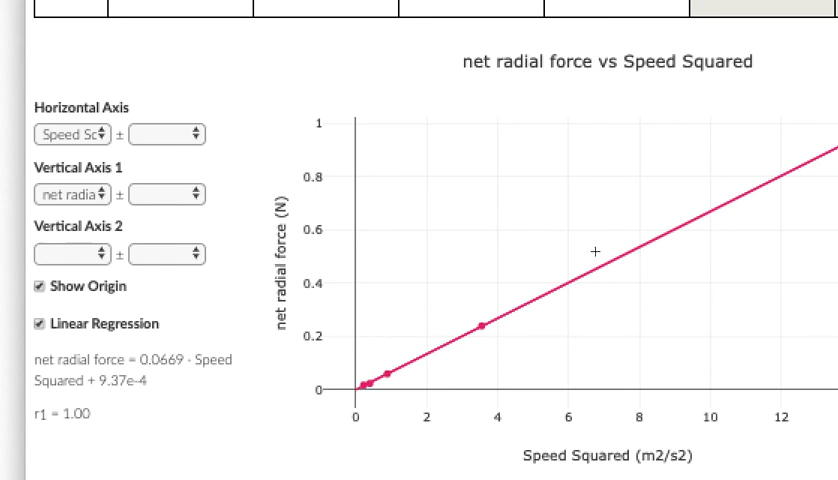 net radial force vs Speed Squared
Horizontal Axis
Speed Sc ±
Vertical Axis 1
net radia ±
Vertical Axis 2
±
Show Origin
Linear Regression
net radial force = 0.0669 · Speed
Squared + 9.37e-4
r1 = 1.00
net radial force (N)
1
0.8
0.6
0.4
0.2
0
0 2 4 6 8 10 12
Speed Squared (m2/s2)